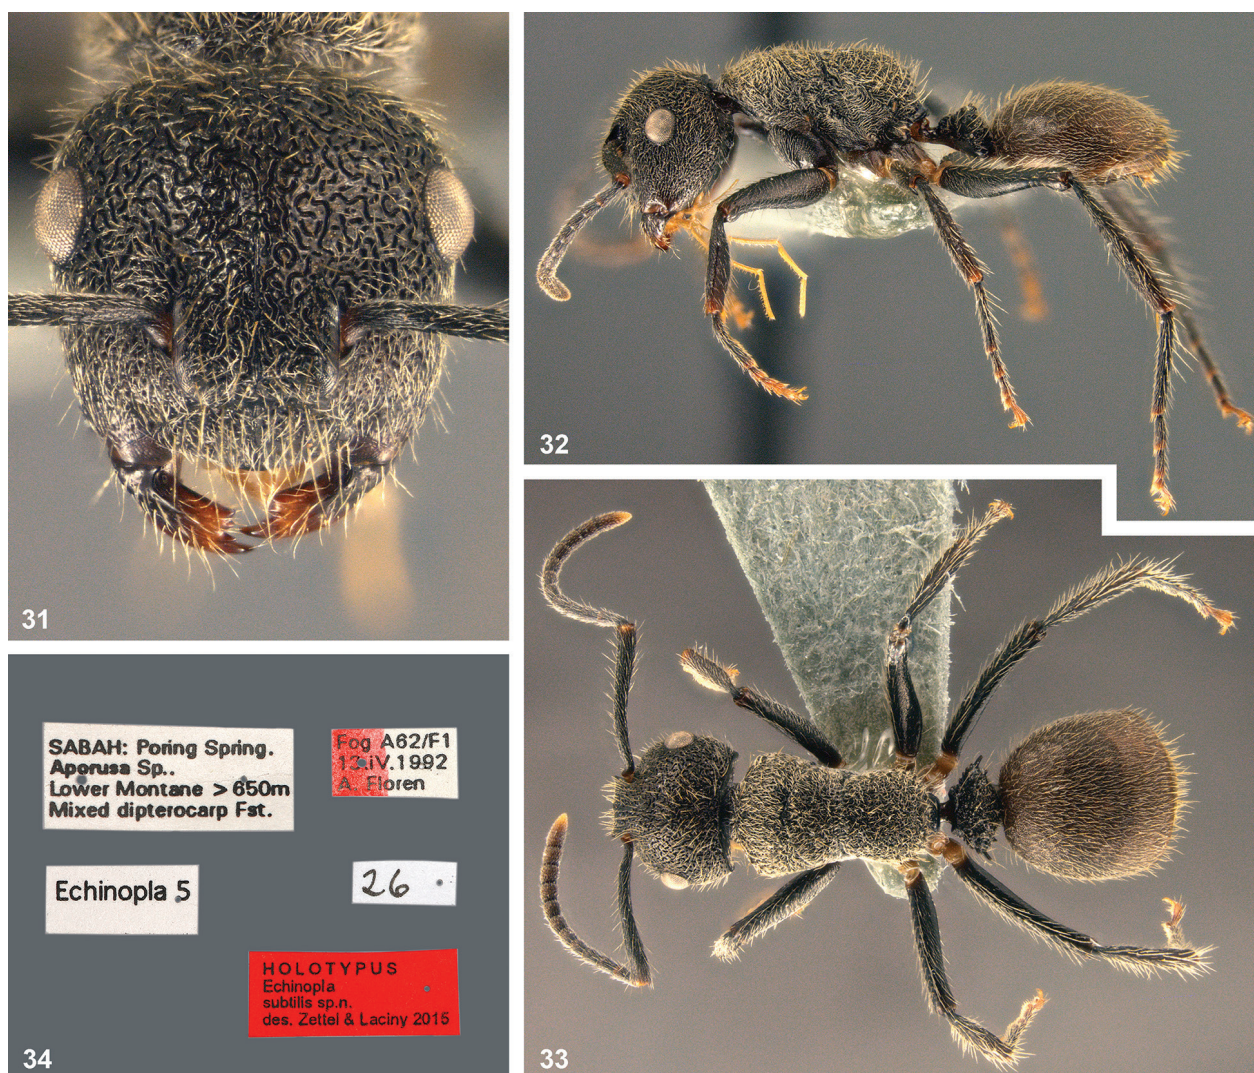 31
32
33
SABAH: Poring Spring.
Aporusa Sp..
Lower Montane > 650m
Mixed dipterocarp Fst.
Fog A62/F1
13.iV.1992
A. Floren
Echinopla 5
26
HOLOTYPUS
Echinopla
subtilis sp.n.
des. Zettel & Laciny 2015
34